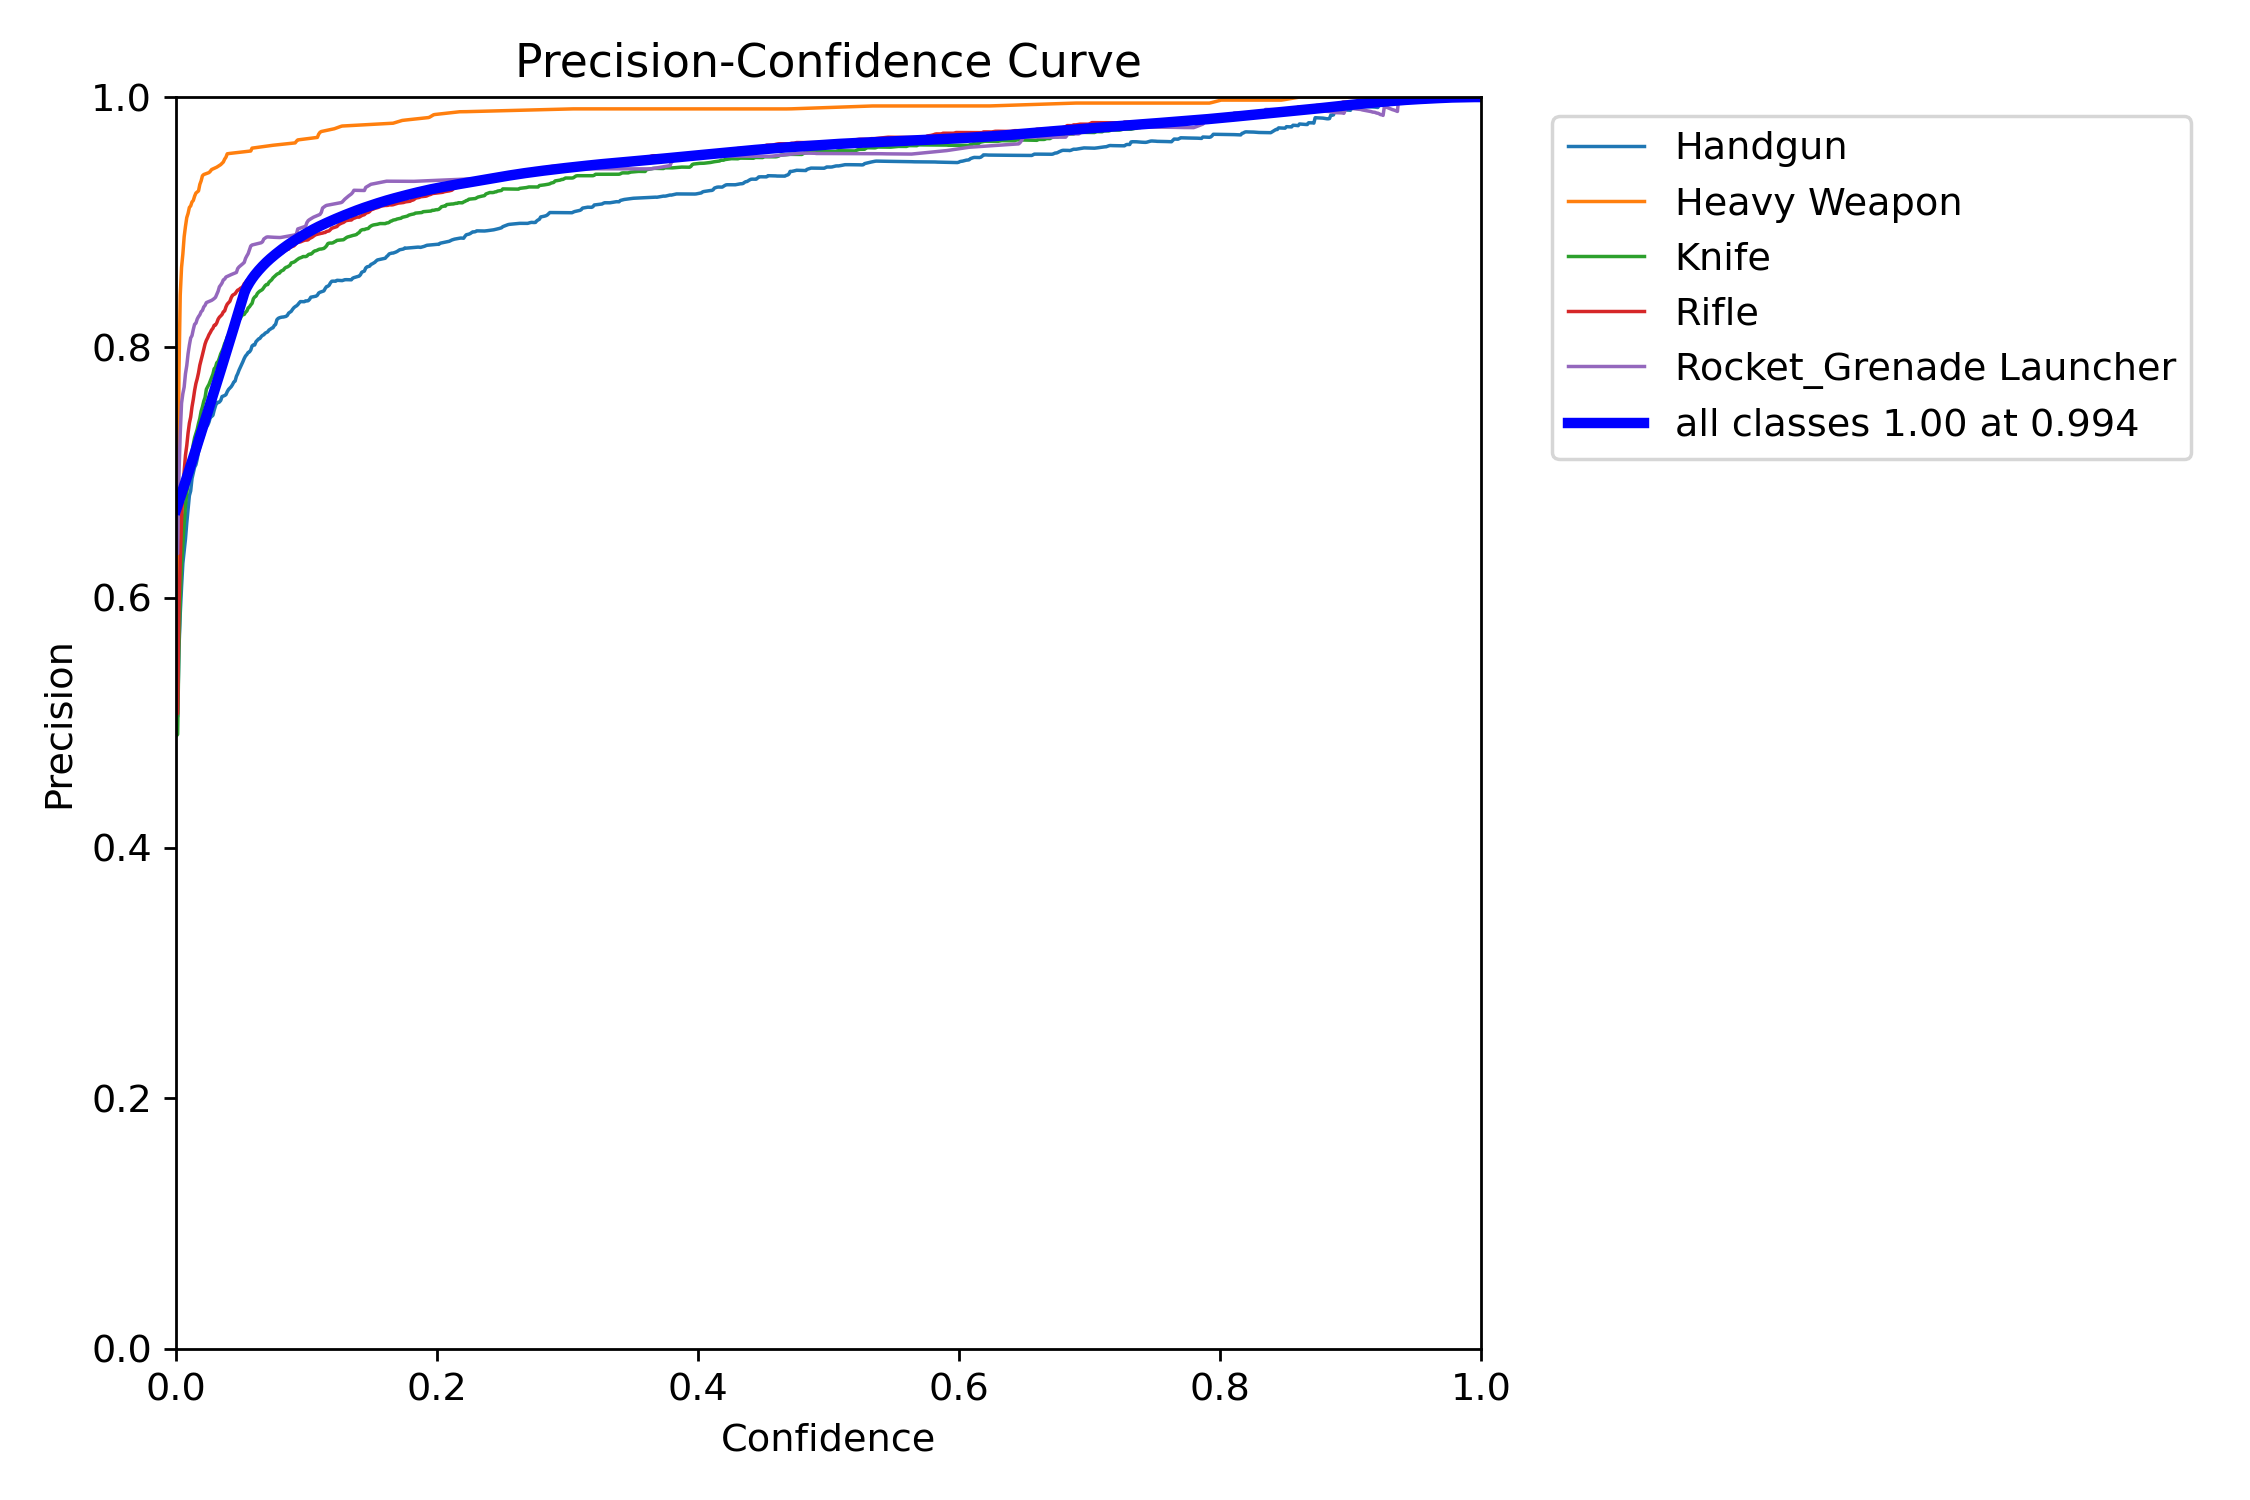 Precision-Confidence Curve
1.0
0.8
0.6
0.4
0.2
0.0
Precision
0.0 0.2 0.4 0.6 0.8 1.0
Confidence
Handgun
Heavy Weapon
Knife
Rifle
Rocket_Grenade Launcher
all classes 1.00 at 0.994